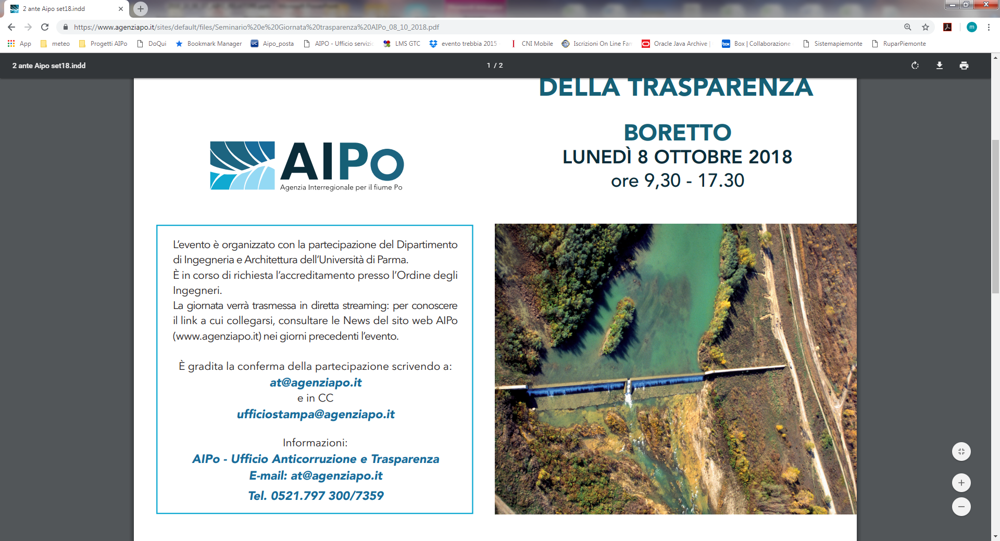 2 ante Aipo set18.indd
https://www.agenziapo.it/sites/default/files/Seminario%20e%20Giornata%20trasparenza%20AIPo_08_10_2018.pdf
m
App
meteo
Progetti AIPo
DoQui
Bookmark Manager
UC
Aipo_posta
AIPO - Ufficio servizi
LMS GTC
evento trebbia 2015
CNI Mobile
Iscrizioni On Line Fan
Oracle Java Archive |
box
Box | Collaborazione
Sistemapiemonte
RuparPiemonte
2 ante Aipo set18.indd
1 / 2
DELLA TRASPARENZA
BORETTO
LUNEDÌ 8 OTTOBRE 2018
ore 9,30 - 17.30
AIPo
Agenzia Interregionale per il fiume Po
L’evento è organizzato con la partecipazione del Dipartimento
di Ingegneria e Architettura dell’Università di Parma.
È in corso di richiesta l’accreditamento presso l’Ordine degli
Ingegneri.
La giornata verrà trasmessa in diretta streaming: per conoscere
il link a cui collegarsi, consultare le News del sito web AIPo
(www.agenziapo.it) nei giorni precedenti l’evento.
È gradita la conferma della partecipazione scrivendo a:
at@agenziapo.it
e in CC
ufficiostampa@agenziapo.it
Informazioni:
AIPo - Ufficio Anticorruzione e Trasparenza
E-mail: at@agenziapo.it
Tel. 0521.797 300/7359